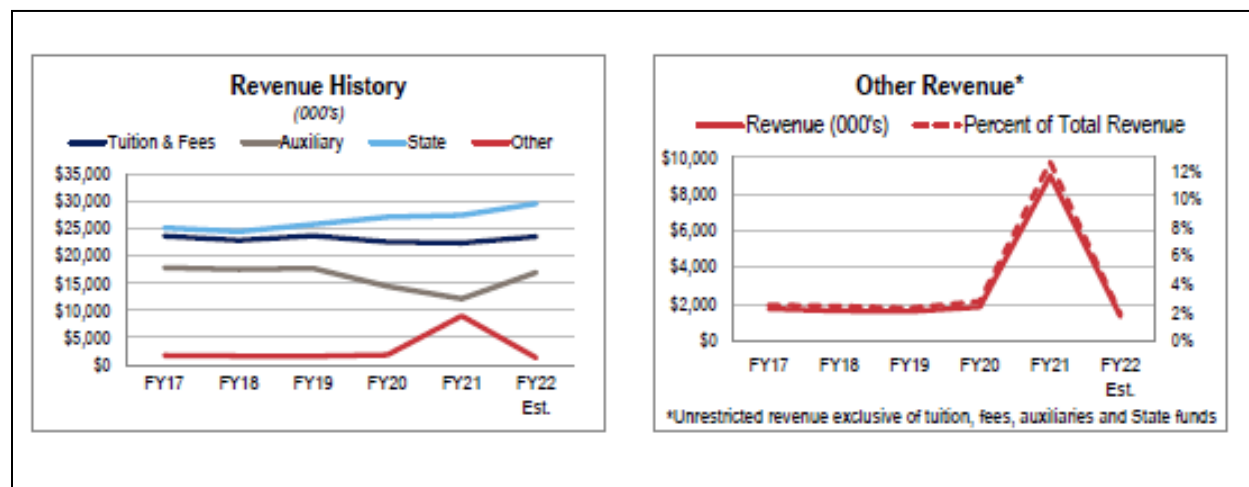 Revenue History
(000's)
Tuition & Fees Auxiliary State Other
$35,000
$30,000
$25,000
$20,000
$15,000
$10,000
$5,000
$0
FY17 FY18 FY19 FY20 FY21 FY22
Est.
Other Revenue*
Revenue (000's) Percent of Total Revenue
$10,000
$8,000
$6,000
$4,000
$2,000
$0
12%
10%
8%
6%
4%
2%
0%
FY17 FY18 FY19 FY20 FY21 FY22
Est.
*Unrestricted revenue exclusive of tuition, fees, auxiliaries and State funds